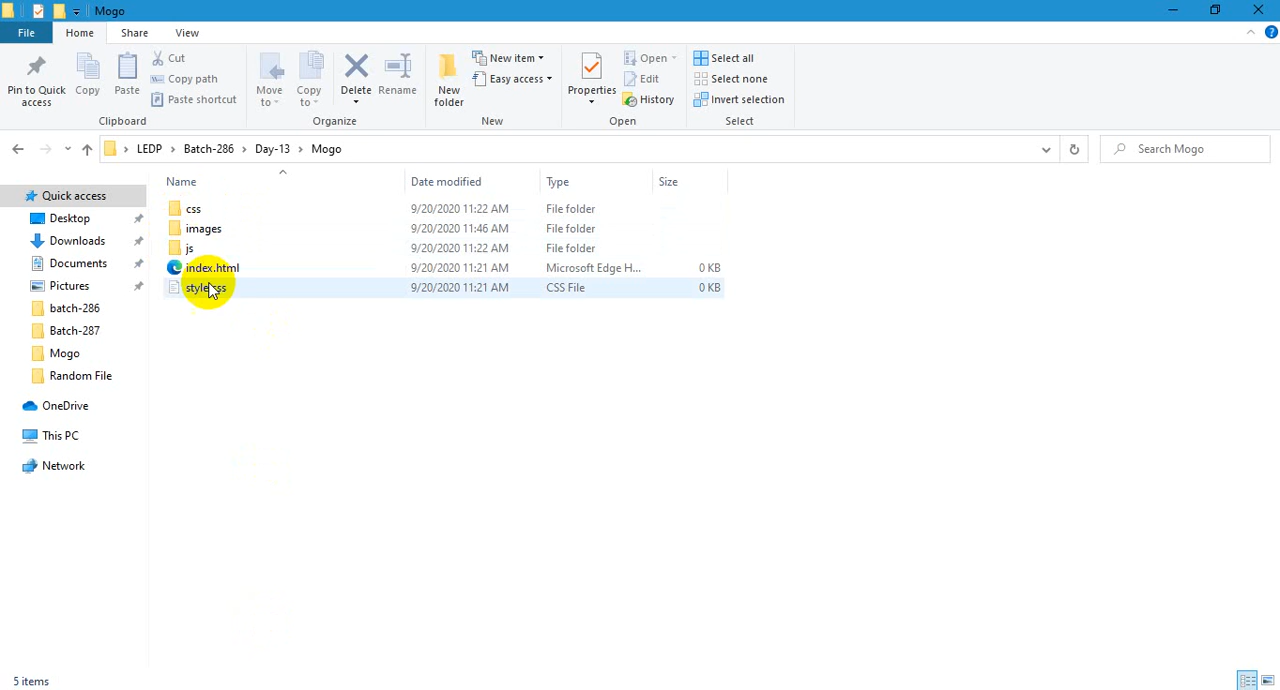 Mogo
File Home Share View
Pin to Quick access
Copy
Paste
Cut
Copy path
Paste shortcut
Clipboard
Move to
Copy to
Delete
Rename
Organize
New folder
New item
Easy access
New
Properties
Open
Edit
History
Open
Select all
Select none
Invert selection
Select
LEDP Batch-286 Day-13 Mogo
Search Mogo
Name Date modified Type Size
css 9/20/2020 11:22 AM File folder
images 9/20/2020 11:46 AM File folder
js 9/20/2020 11:22 AM File folder
index.html 9/20/2020 11:21 AM Microsoft Edge H... 0 KB
9/20/2020 11:21 AM CSS File 0 KB
Quick access
Desktop
Downloads
Documents
Pictures
batch-286
Batch-287
Mogo
Random File
OneDrive
This PC
Network
5 items